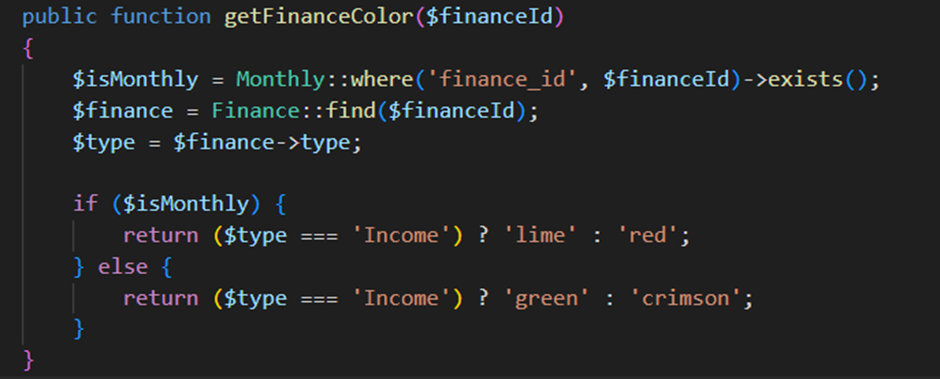 public function getFinanceColor($financeId)
{
    $isMonthly = Monthly::where('finance_id', $financeId)->exists();
    $finance = Finance::find($financeId);
    $type = $finance->type;

    if ($isMonthly) {
        return ($type === 'Income') ? 'lime' : 'red';
    } else {
        return ($type === 'Income') ? 'green' : 'crimson';
    }
}